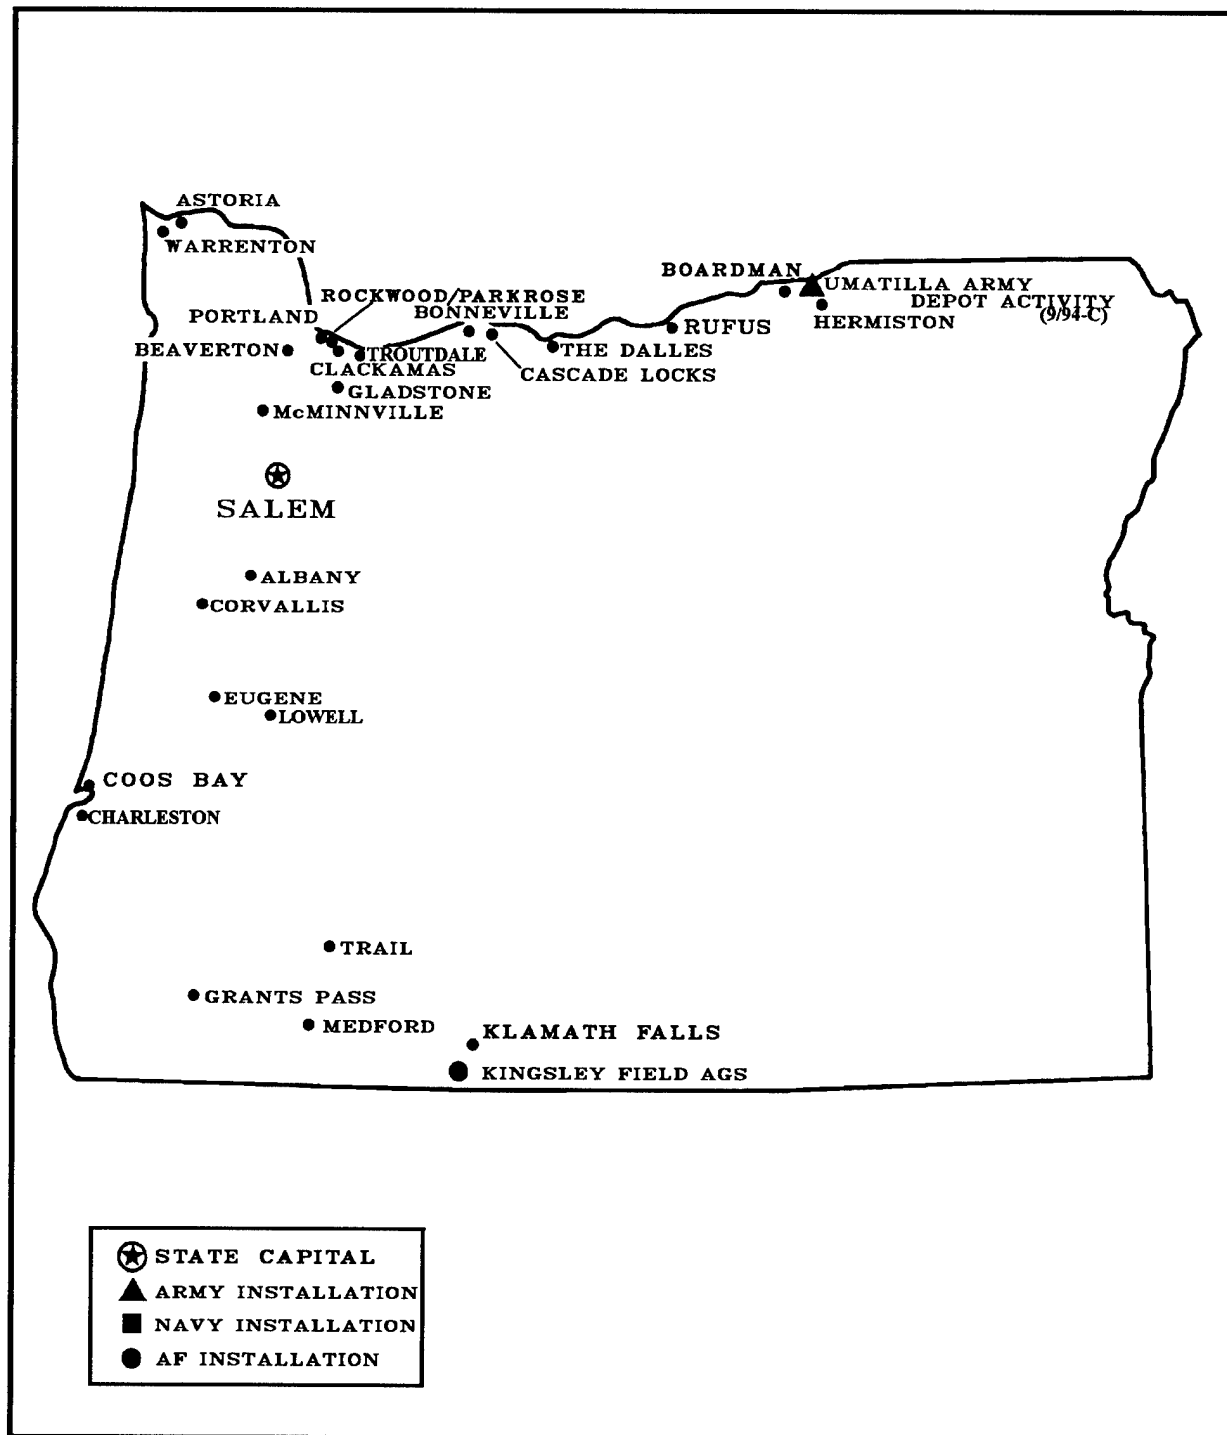 ASTORIA
WARRENTON
BOARDMAN
UMATILLA ARMY
DEPOT ACTIVITY
(9/94-C)
HERMISTON
ROCKWOOD/PARKROSE
BONNEVILLE
PORTLAND
RUFUS
BEAVERTON
TROUTDALE
THE DALLES
CLACKAMAS
CASCADE LOCKS
GLADSTONE
McMINNVILLE
SALEM
ALBANY
CORVALLIS
EUGENE
LOWELL
COOS BAY
CHARLESTON
TRAIL
GRANTS PASS
MEDFORD
KLAMATH FALLS
KINGSLEY FIELD AGS
STATE CAPITAL
ARMY INSTALLATION
NAVY INSTALLATION
AF INSTALLATION